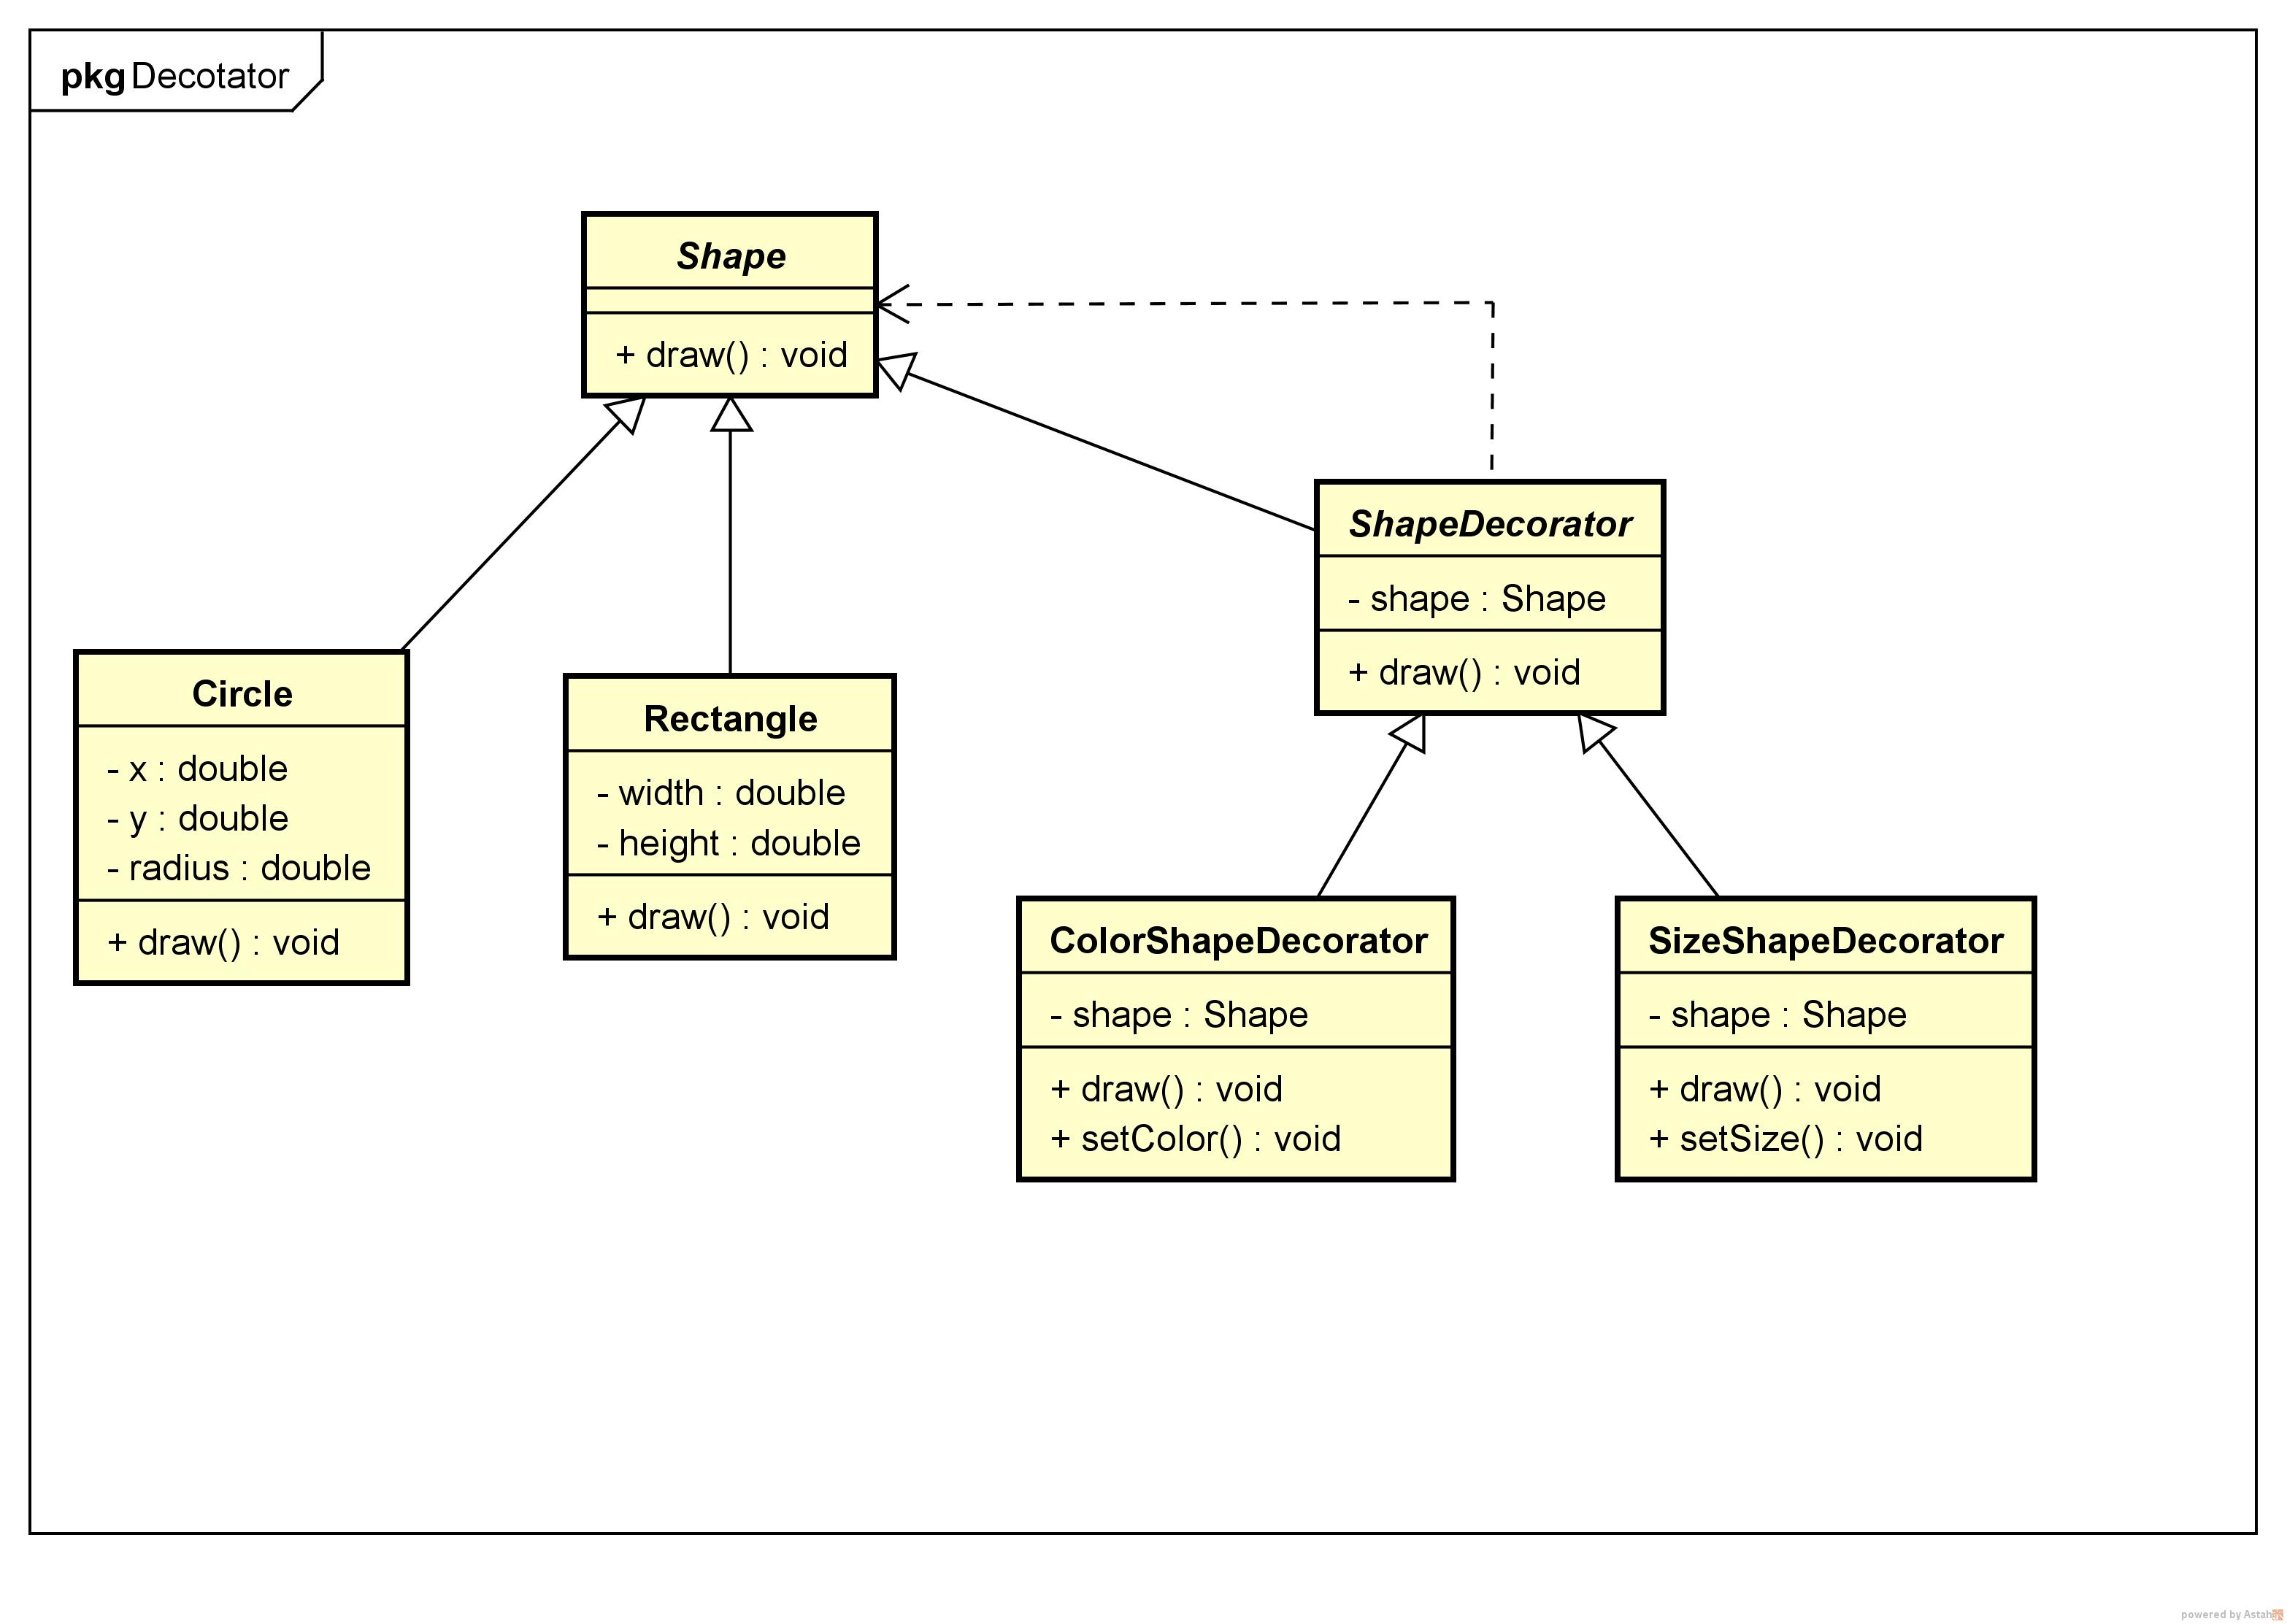 pkg Decotator
Shape
+ draw() : void
ShapeDecorator
- shape : Shape
+ draw() : void
Circle
- x : double
- y : double
- radius : double
+ draw() : void
Rectangle
- width : double
- height : double
+ draw() : void
ColorShapeDecorator
- shape : Shape
+ draw() : void
+ setColor() : void
SizeShapeDecorator
- shape : Shape
+ draw() : void
+ setSize() : void
powered by Astah